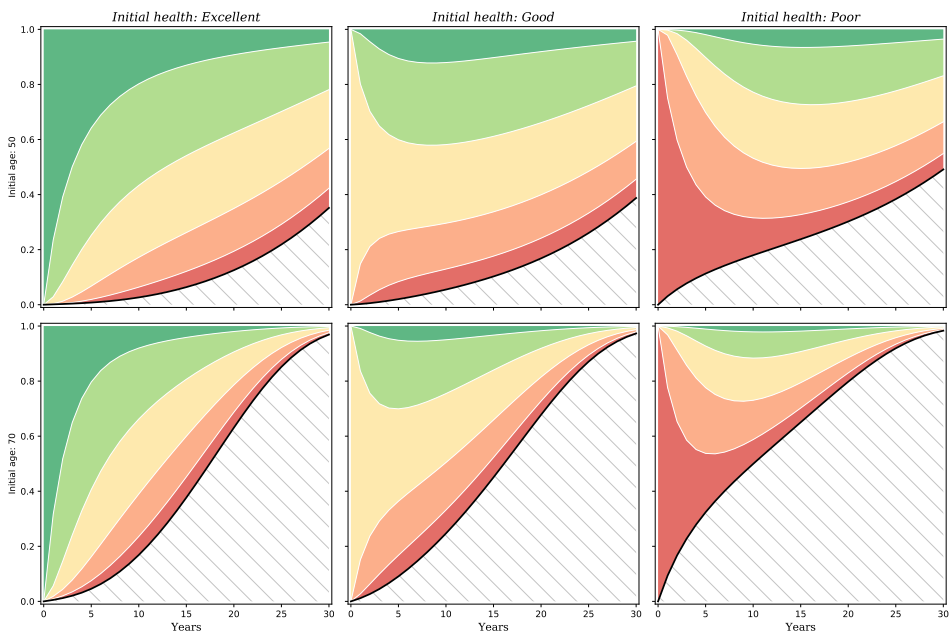 Initial health: Excellent
Initial health: Good
Initial health: Poor
Initial age: 50
1.0
0.8
0.6
0.4
0.2
0.0
Initial age: 70
1.0
0.8
0.6
0.4
0.2
0.0
0 5 10 15 20 25 30
0 5 10 15 20 25 30
0 5 10 15 20 25 30
Years
Years
Years